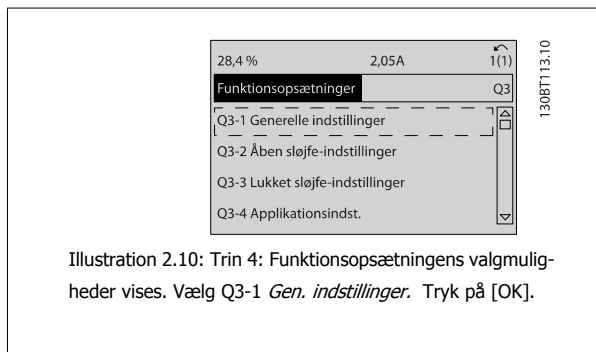 28,4 % 2,05A 1(1)
Funktionsopsætninger Q3
Q3-1 Generelle indstillinger
Q3-2 Åben sløjfe-indstillinger
Q3-3 Lukket sløjfe-indstillinger
Q3-4 Applikationsindst.
130BT113.10
Illustration 2.10: Trin 4: Funktionsopsætningens valgmulig-
heder vises. Vælg Q3-1 Gen. indstillinger. Tryk på [OK].